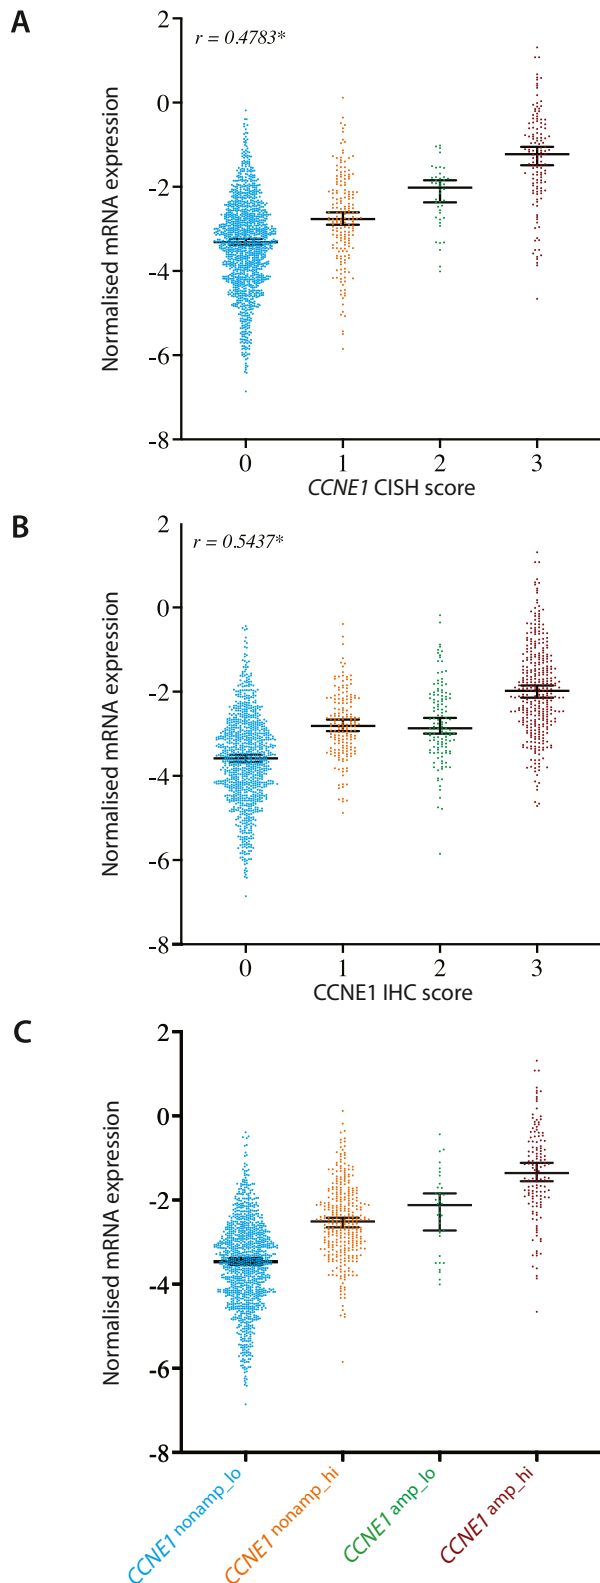 A
r = 0.4783*
2
0
-2
-4
-6
-8
Normalised mRNA expression
0 1 2 3
CCNE1 CISH score
B
r = 0.5437*
2
0
-2
-4
-6
-8
Normalised mRNA expression
0 1 2 3
CCNE1 IHC score
C
2
0
-2
-4
-6
-8
Normalised mRNA expression
CCNE1 nonamp_lo
CCNE1 nonamp_hi
CCNE1 amp_lo
CCNE1 amp_hi